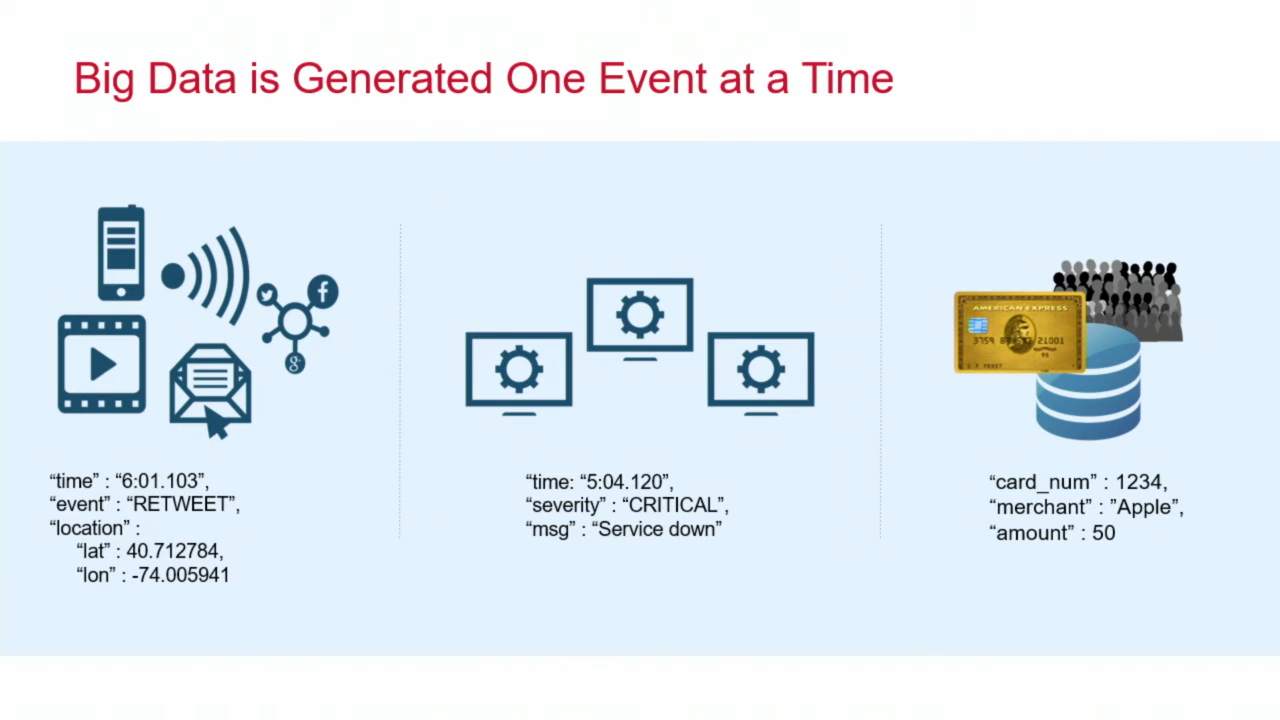 Big Data is Generated One Event at a Time
AMERICAN EXPRESS
“time” : “6:01.103”,
“event” : “RETWEET”,
“location” :
“lat” : 40.712784,
“lon” : -74.005941
“time: “5:04.120”,
“severity” : “CRITICAL”,
“msg” : “Service down”
“card_num” : 1234,
“merchant” : ”Apple”,
“amount” : 50